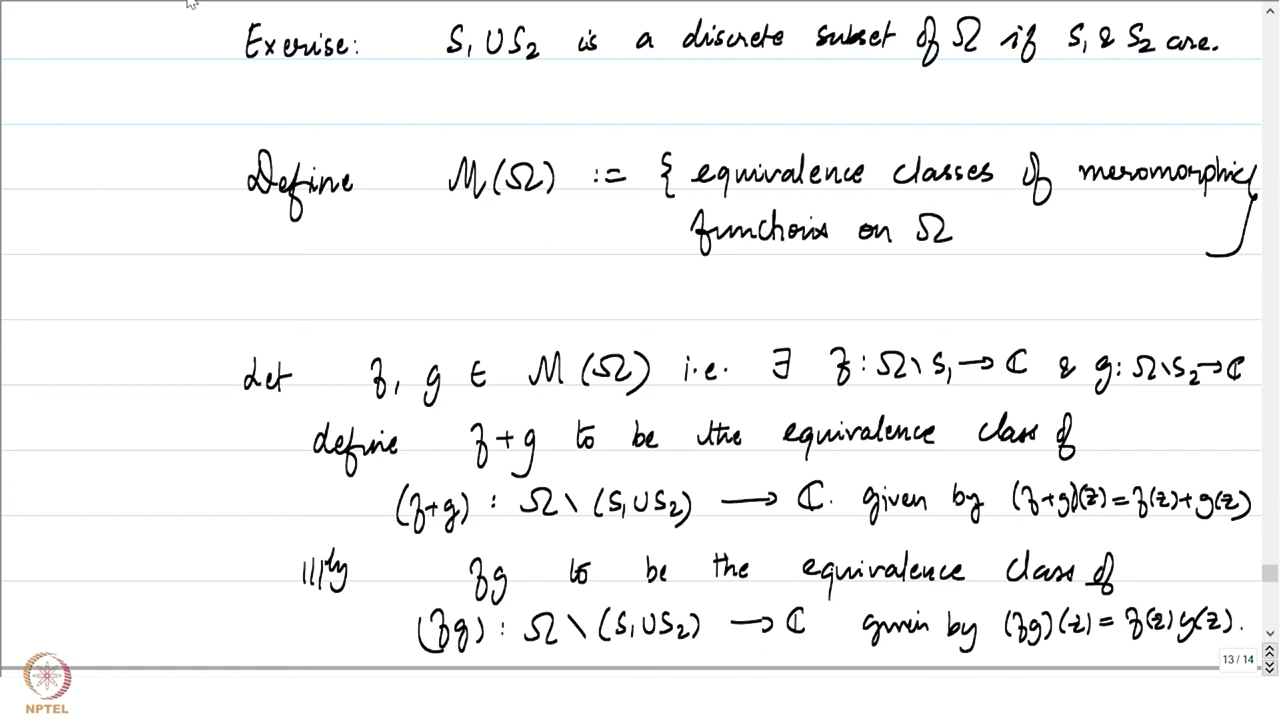 Exerise: S₁ ∪ S₂ is a discrete subset of Ω if S₁ & S₂ are.
Define M(Ω) := { equivalence classes of meromorphic
functions on Ω }
Let f, g ∈ M(Ω) i.e. ∃ f : Ω \ S₁ → ℂ & g : Ω \ S₂ → ℂ
define f + g to be the equivalence class of
(f+g) : Ω \ (S₁ ∪ S₂) ⟶ ℂ. given by (f+g)(z) = f(z) + g(z)
|||ly fg to be the equivalence class of
(fg) : Ω \ (S₁ ∪ S₂) ⟶ ℂ given by (fg)(z) = f(z) g(z).
13 / 14
NPTEL